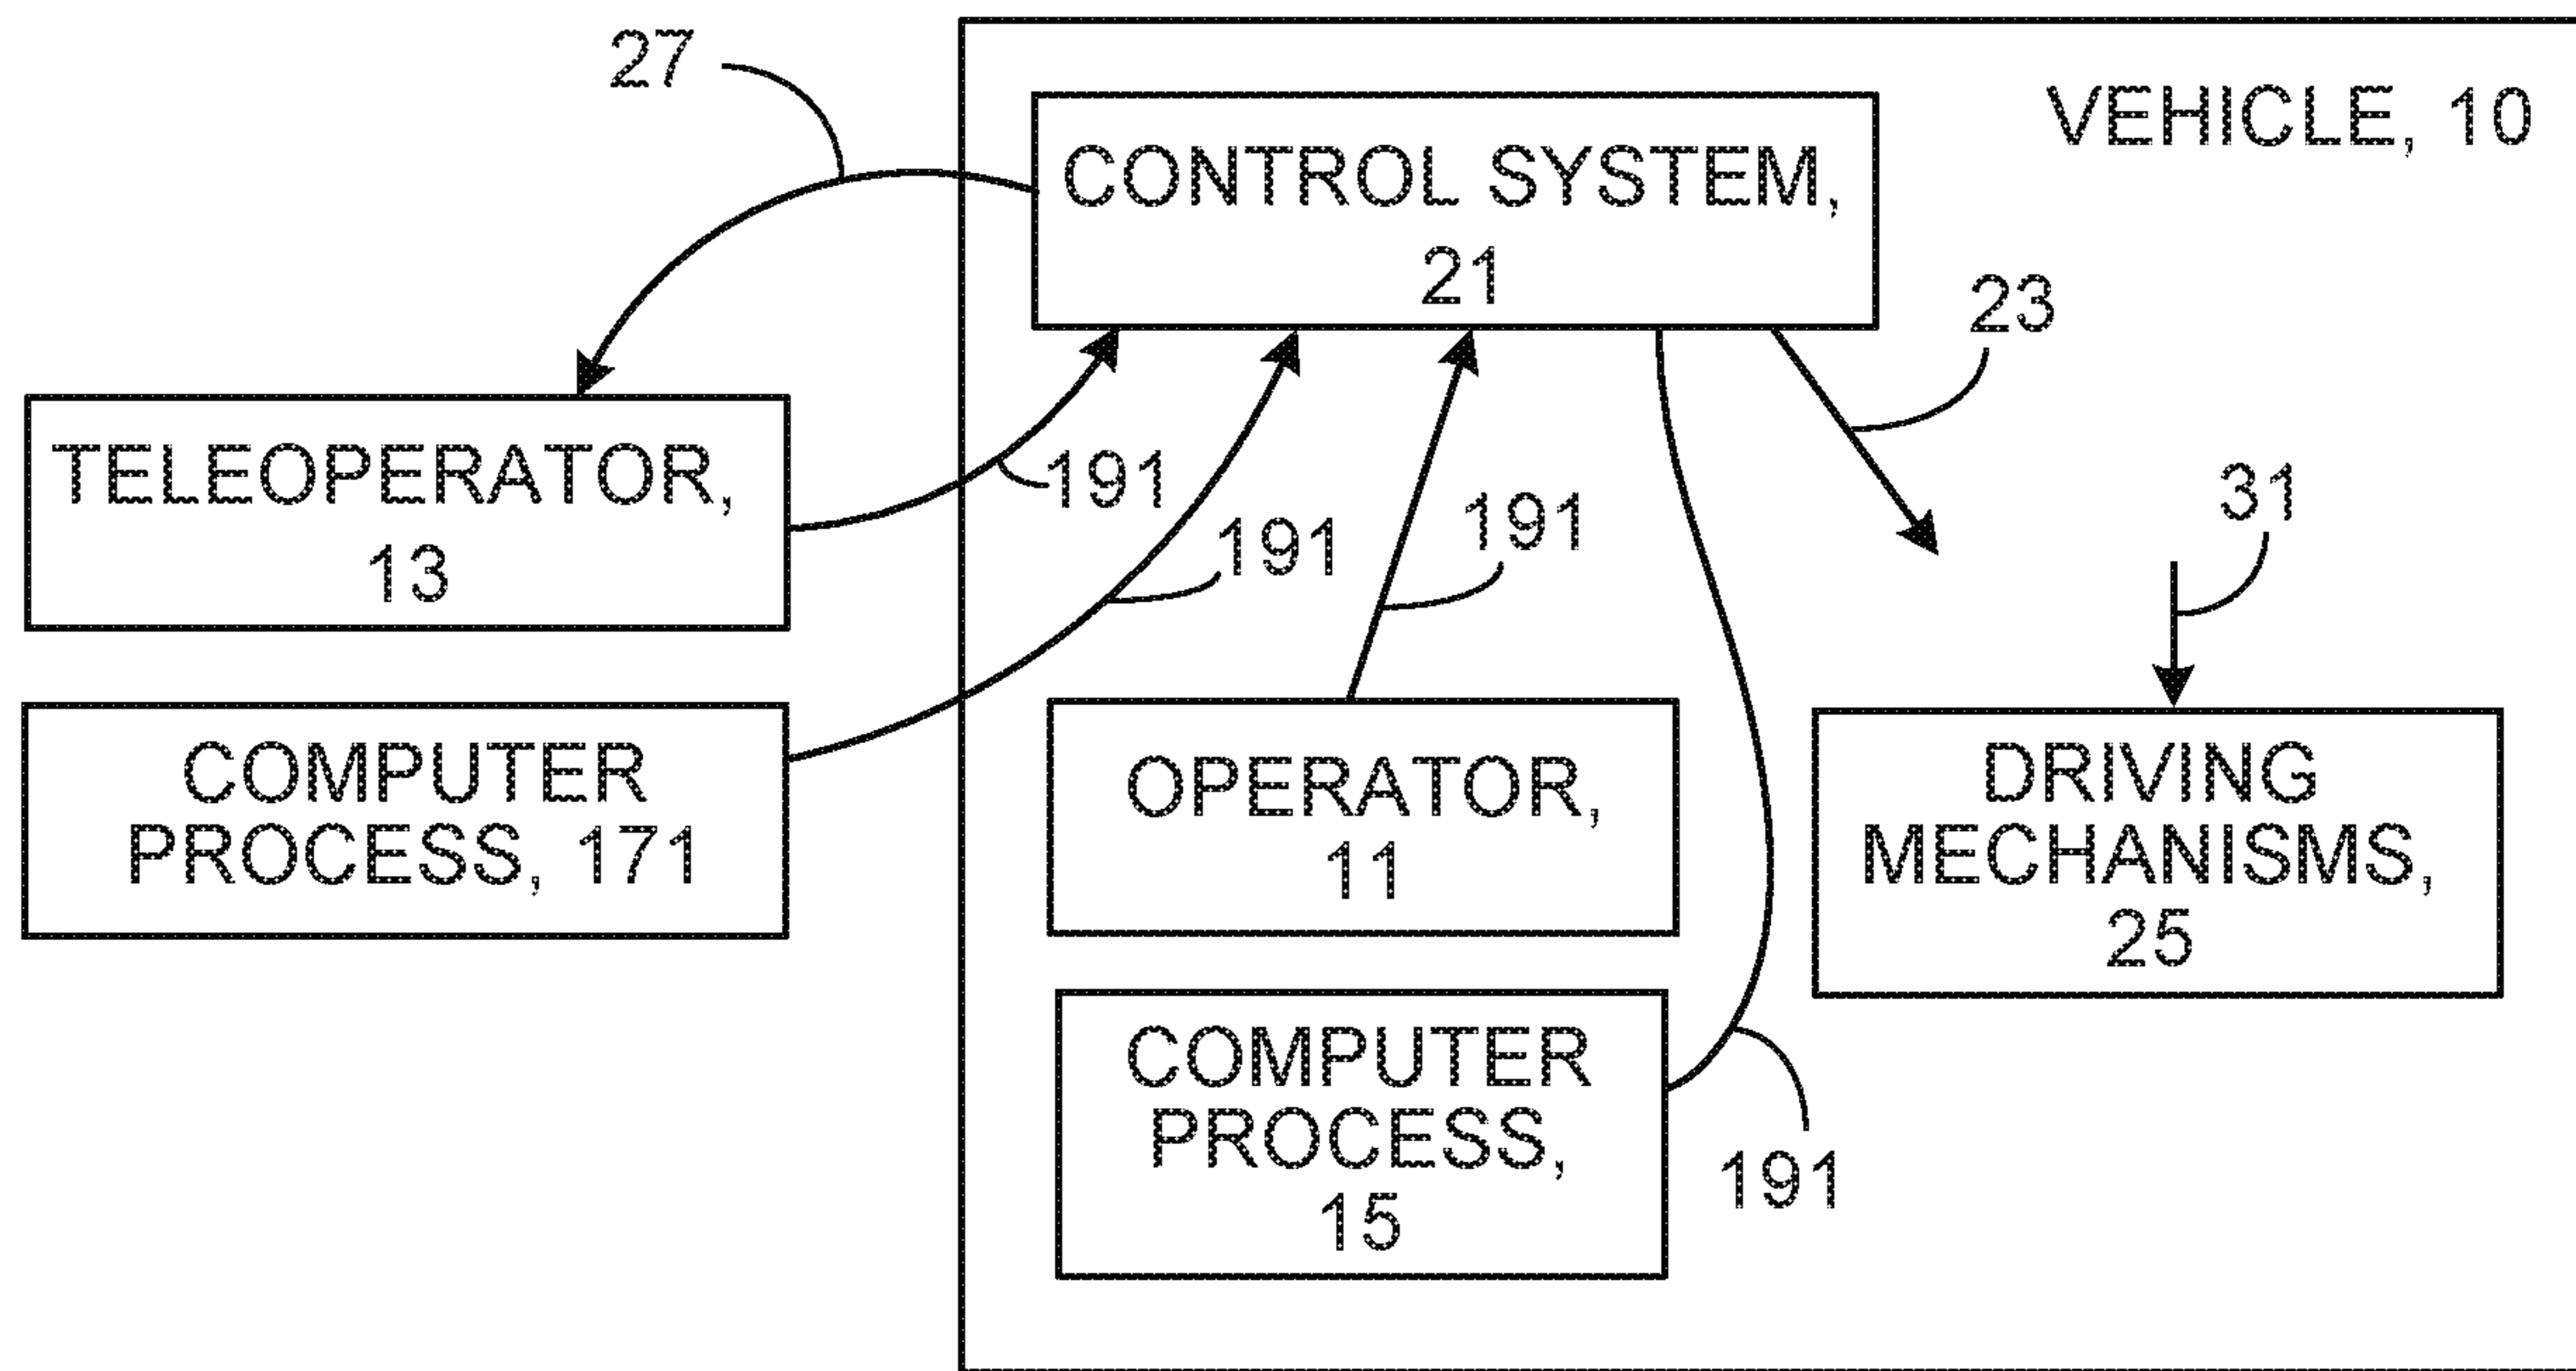 27
VEHICLE, 10
CONTROL SYSTEM,
21
23
TELEOPERATOR,
13
191
191
191
31
COMPUTER
PROCESS, 171
OPERATOR,
11
DRIVING
MECHANISMS,
25
COMPUTER
PROCESS,
15
191